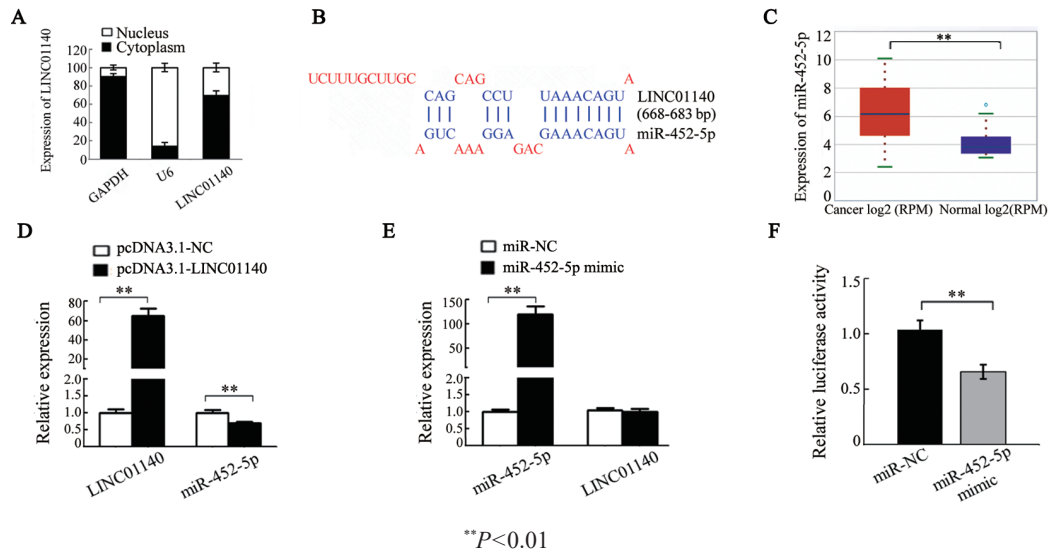 A
Expression of LINC01140
Nucleus
Cytoplasm
120
100
80
60
40
20
0
GAPDH
U6
LINC01140
B
UCUUUGCUUGC CAG A
CAG CCU UAAACAGU LINC01140
(668-683 bp)
GUC GGA GAAACAGU miR-452-5p
A AAA GAC A
C
Expression of miR-452-5p
**
12
10
8
6
4
2
0
Cancer log2 (RPM) Normal log2(RPM)
D
pcDNA3.1-NC
pcDNA3.1-LINC01140
Relative expression
**
80
60
40
20
2.0
1.5
1.0
0.5
**
LINC01140
miR-452-5p
E
miR-NC
miR-452-5p mimic
Relative expression
**
150
100
50
2.0
1.5
1.0
0.5
0.0
miR-452-5p
LINC01140
F
Relative luciferase activity
**
1.5
1.0
0.5
0
miR-NC
miR-452-5p
mimic
**P<0.01